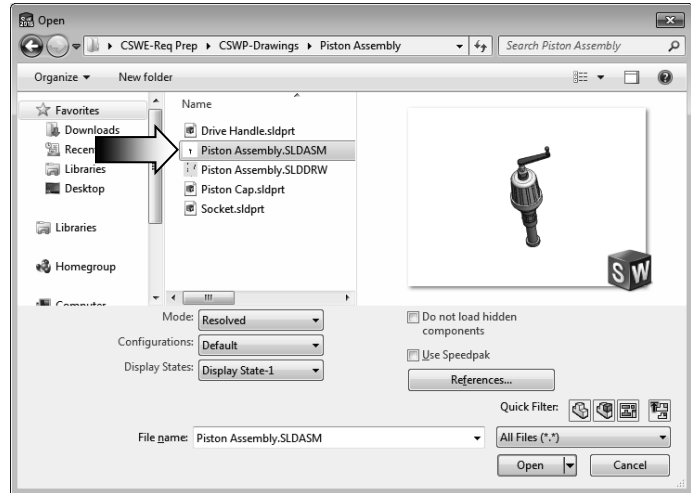 Open
CSWE-Req Prep ▸ CSWP-Drawings ▸ Piston Assembly
Search Piston Assembly
Organize
New folder
Favorites
Downloads
Recen
Libraries
Desktop
Libraries
Homegroup
Computer
Name
Drive Handle.sldprt
Piston Assembly.SLDASM
Piston Assembly.SLDDRW
Piston Cap.sldprt
Socket.sldprt
SW
Mode: Resolved
Configurations: Default
Display States: Display State-1
Do not load hidden
components
Use Speedpak
References...
Quick Filter:
File name: Piston Assembly.SLDASM
All Files (*.*)
Open
Cancel